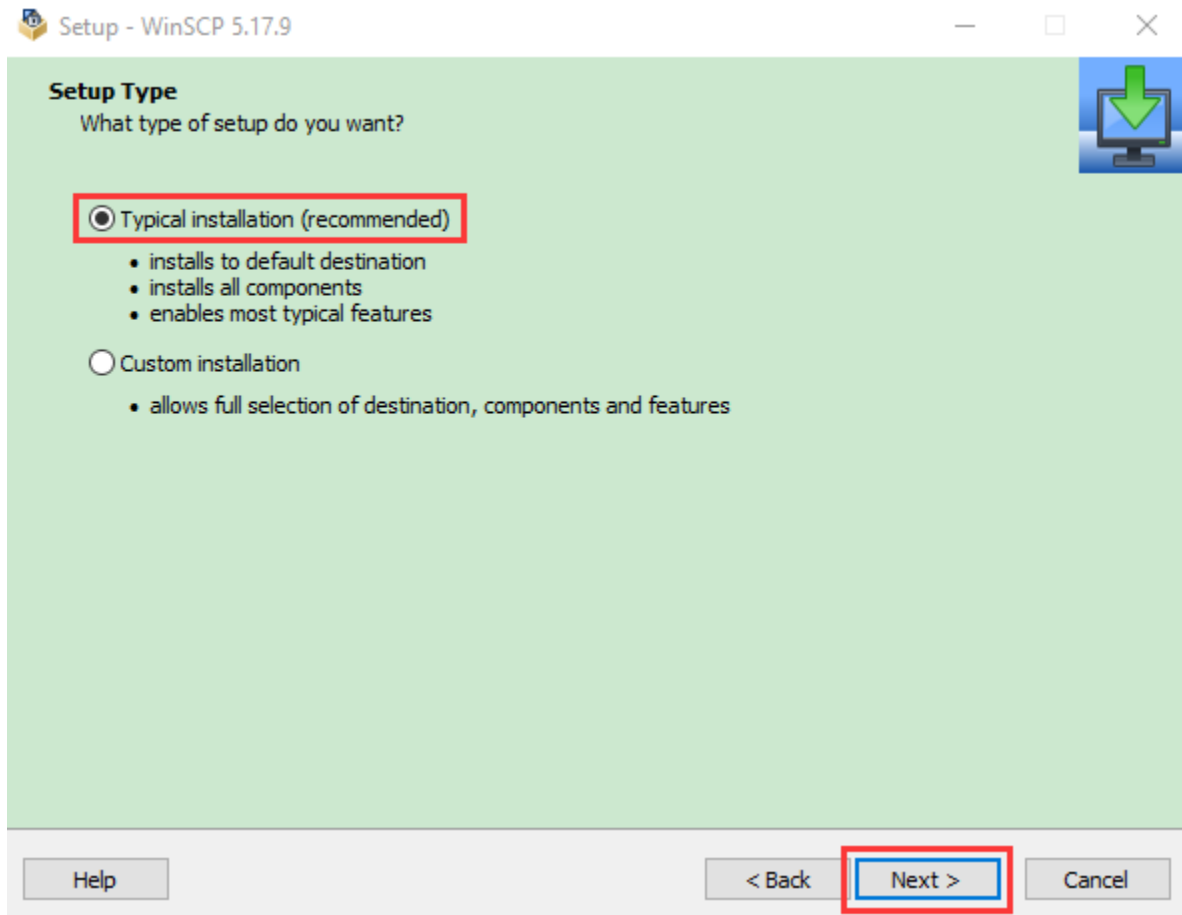 Setup - WinSCP 5.17.9
Setup Type
What type of setup do you want?
Typical installation (recommended)
• installs to default destination
• installs all components
• enables most typical features
Custom installation
• allows full selection of destination, components and features
Help
< Back
Next >
Cancel